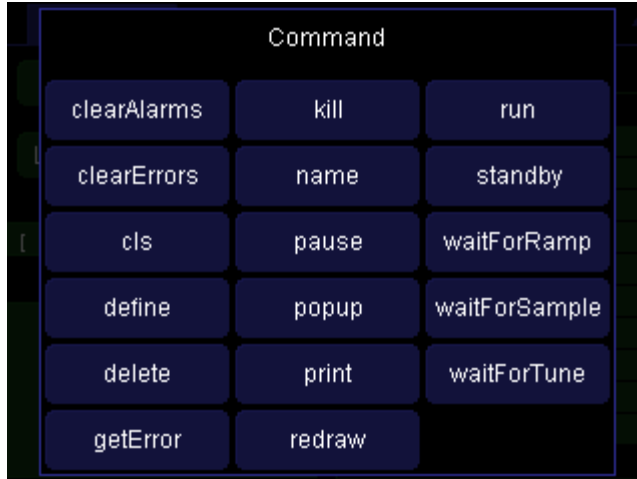 Command
clearAlarms kill run
clearErrors name standby
cls pause waitForRamp
define popup waitForSample
delete print waitForTune
getError redraw
[